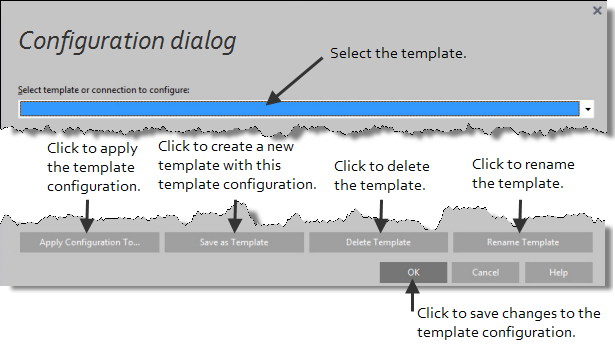 Configuration dialog
Select the template.
Select template or connection to configure:
Click to apply
the template
configuration.
Click to create a new
template with this
template configuration.
Click to delete
the template.
Click to rename
the template.
Apply Configuration To...
Save as Template
Delete Template
Rename Template
OK
Cancel
Help
Click to save changes to the
template configuration.